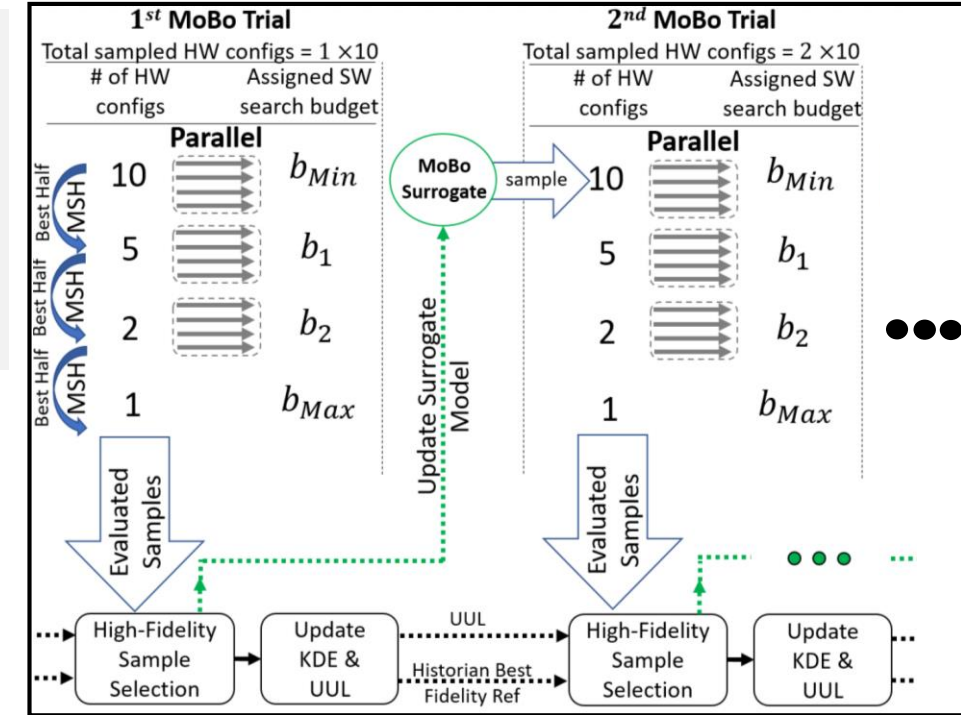 1st MoBo Trial
Total sampled HW configs = 1 ×10
# of HW configs
Assigned SW search budget
Parallel
10
b_Min
5
b_1
2
b_2
1
b_Max
Best Half
MSH
Best Half
MSH
Best Half
MSH
Evaluated Samples
MoBo
Surrogate
sample
Update Surrogate
Model
2nd MoBo Trial
Total sampled HW configs = 2 ×10
# of HW configs
Assigned SW search budget
Parallel
10
b_Min
5
b_1
2
b_2
1
b_Max
Evaluated Samples
High-Fidelity
Sample
Selection
Update
KDE &
UUL
UUL
Historian Best
Fidelity Ref
High-Fidelity
Sample
Selection
Update
KDE &
UUL